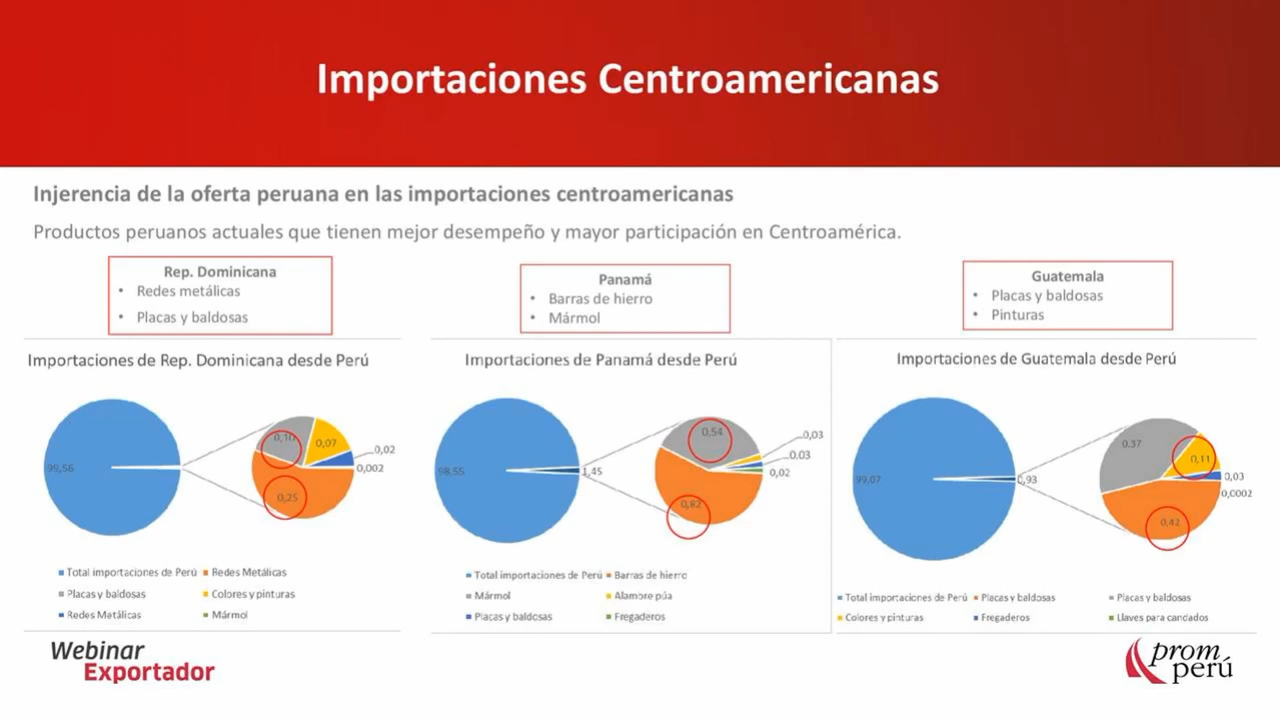 Importaciones Centroamericanas
Injerencia de la oferta peruana en las importaciones centroamericanas
Productos peruanos actuales que tienen mejor desempeño y mayor participación en Centroamérica.
Rep. Dominicana
• Redes metálicas
• Placas y baldosas
Panamá
• Barras de hierro
• Mármol
Guatemala
• Placas y baldosas
• Pinturas
Importaciones de Rep. Dominicana desde Perú
99,56
0,10
0,07
0,02
0,002
0,25
Total importaciones de Perú
Redes Metálicas
Placas y baldosas
Colores y pinturas
Redes Metálicas
Mármol
Importaciones de Panamá desde Perú
98,55
1,45
0,54
0,03
0.03
0,02
0,82
Total importaciones de Perú
Barras de hierro
Mármol
Alambre púa
Placas y baldosas
Fregaderos
Importaciones de Guatemala desde Perú
99,07
0,93
0.37
0,11
0,03
0,0002
0,42
Total importaciones de Perú
Placas y baldosas
Placas y baldosas
Colores y pinturas
Fregaderos
Llaves para candados
Webinar
Exportador
prom
perú